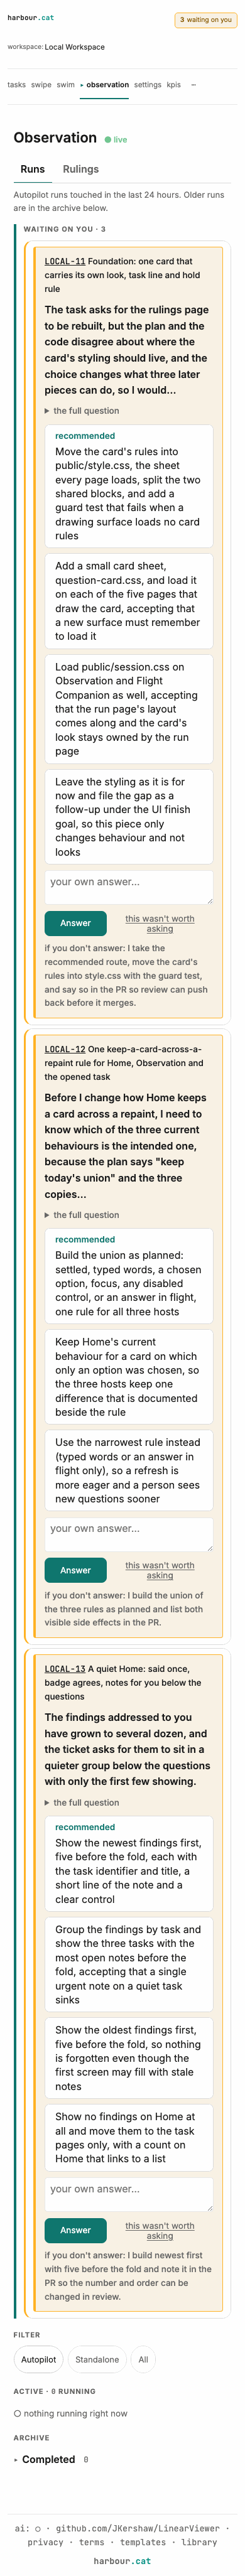 harbour.cat
3 waiting on you
workspace: Local Workspace
tasks swipe swim ▸ observation settings kpis ⋯
Observation ● live
Runs Rulings
Autopilot runs touched in the last 24 hours. Older runs
are in the archive below.
WAITING ON YOU · 3
LOCAL-11 Foundation: one card that
carries its own look, task line and hold
rule
The task asks for the rulings page
to be rebuilt, but the plan and the
code disagree about where the
card's styling should live, and the
choice changes what three later
pieces can do, so I would…
▶ the full question
recommended
Move the card's rules into
public/style.css, the sheet
every page loads, split the two
shared blocks, and add a
guard test that fails when a
drawing surface loads no card
rules
Add a small card sheet,
question-card.css, and load it
on each of the five pages that
draw the card, accepting that
a new surface must remember
to load it
Load public/session.css on
Observation and Flight
Companion as well, accepting
that the run page's layout
comes along and the card's
look stays owned by the run
page
Leave the styling as it is for
now and file the gap as a
follow-up under the UI finish
goal, so this piece only
changes behaviour and not
looks
your own answer...
Answer
this wasn't worth
asking
if you don't answer: I take the
recommended route, move the card's
rules into style.css with the guard test,
and say so in the PR so review can push
back before it merges.
LOCAL-12 One keep-a-card-across-a-
repaint rule for Home, Observation and
the opened task
Before I change how Home keeps
a card across a repaint, I need to
know which of the three current
behaviours is the intended one,
because the plan says "keep
today's union" and the three
copies…
▶ the full question
recommended
Build the union as planned:
settled, typed words, a chosen
option, focus, any disabled
control, or an answer in flight,
one rule for all three hosts
Keep Home's current
behaviour for a card on which
only an option was chosen, so
the three hosts keep one
difference that is documented
beside the rule
Use the narrowest rule instead
(typed words or an answer in
flight only), so a refresh is
more eager and a person sees
new questions sooner
your own answer...
Answer
this wasn't worth
asking
if you don't answer: I build the union of
the three rules as planned and list both
visible side effects in the PR.
LOCAL-13 A quiet Home: said once,
badge agrees, notes for you below the
questions
The findings addressed to you
have grown to several dozen, and
the ticket asks for them to sit in a
quieter group below the questions
with only the first few showing.
▶ the full question
recommended
Show the newest findings first,
five before the fold, each with
the task identifier and title, a
short line of the note and a
clear control
Group the findings by task and
show the three tasks with the
most open notes before the
fold, accepting that a single
urgent note on a quiet task
sinks
Show the oldest findings first,
five before the fold, so nothing
is forgotten even though the
first screen may fill with stale
notes
Show no findings on Home at
all and move them to the task
pages only, with a count on
Home that links to a list
your own answer...
Answer
this wasn't worth
asking
if you don't answer: I build newest first
with five before the fold and note it in the
PR so the number and order can be
changed in review.
FILTER
Autopilot Standalone All
ACTIVE · 0 RUNNING
○ nothing running right now
ARCHIVE
▸ Completed 0
ai: ○ · github.com/JKershaw/LinearViewer ·
privacy · terms · templates · library
harbour.cat